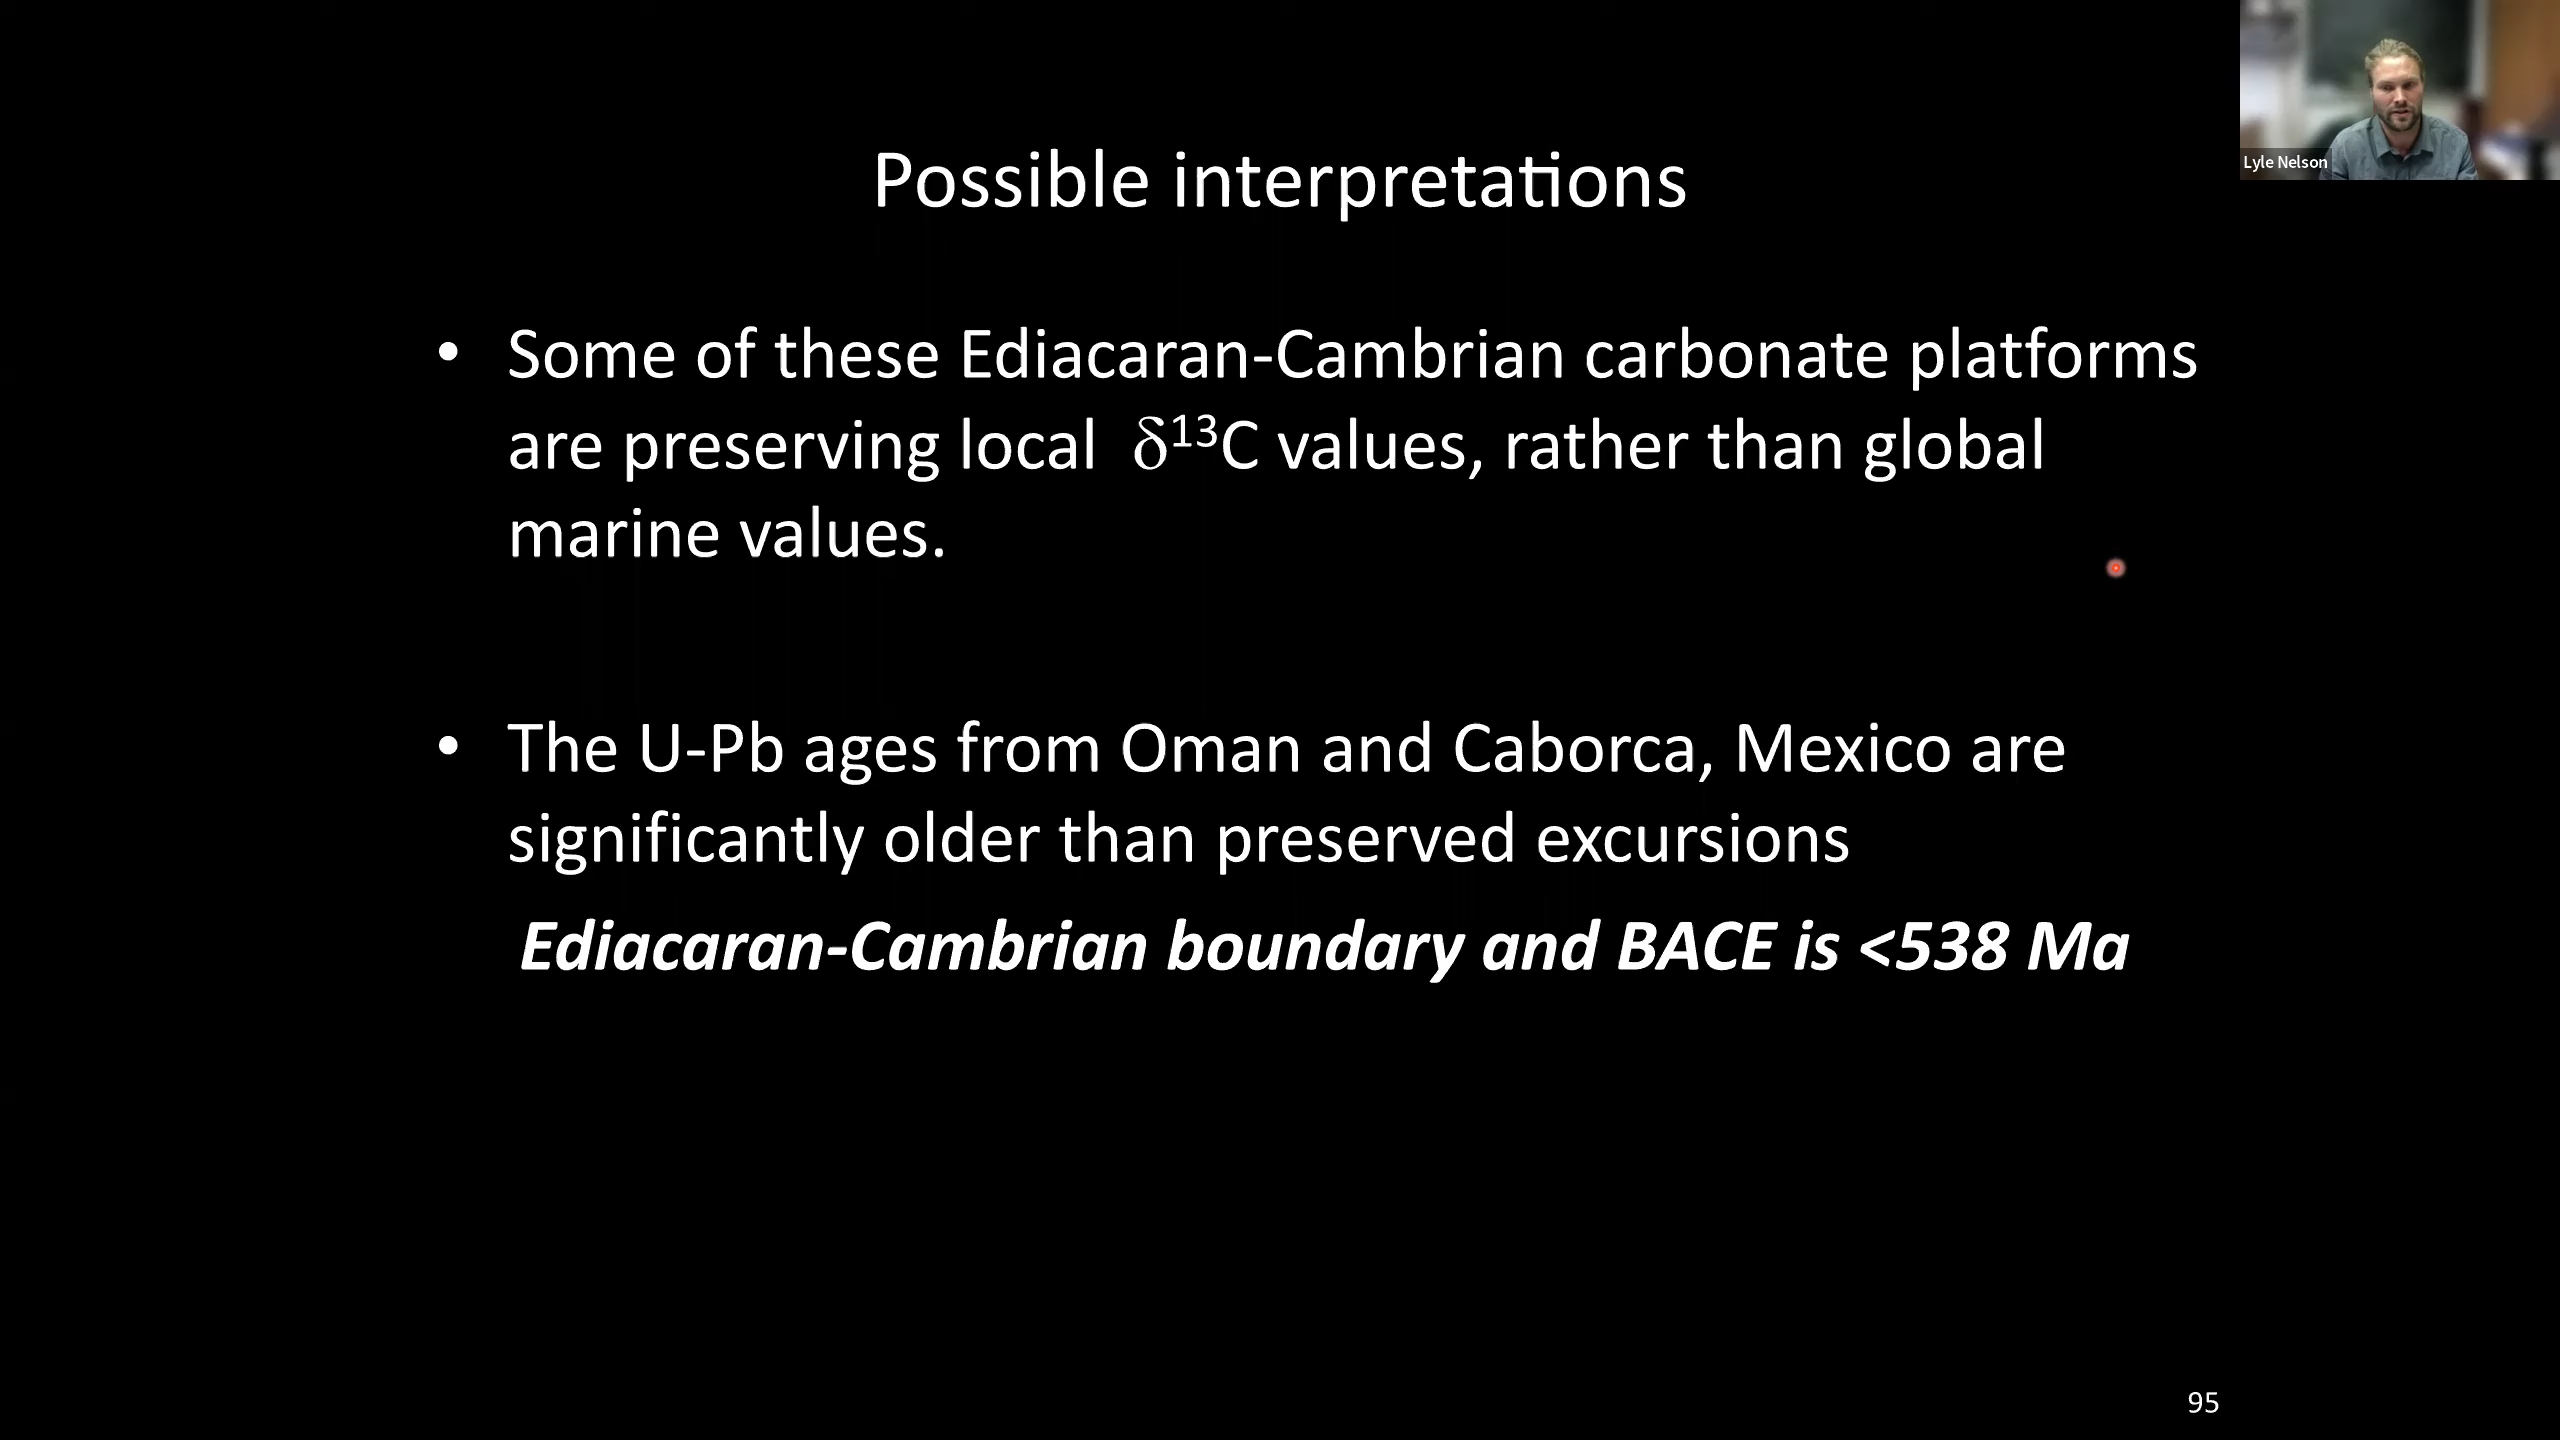 Possible interpretations
Lyle Nelson
• Some of these Ediacaran-Cambrian carbonate platforms
are preserving local δ¹³C values, rather than global
marine values.
• The U-Pb ages from Oman and Caborca, Mexico are
significantly older than preserved excursions
Ediacaran-Cambrian boundary and BACE is <538 Ma
95